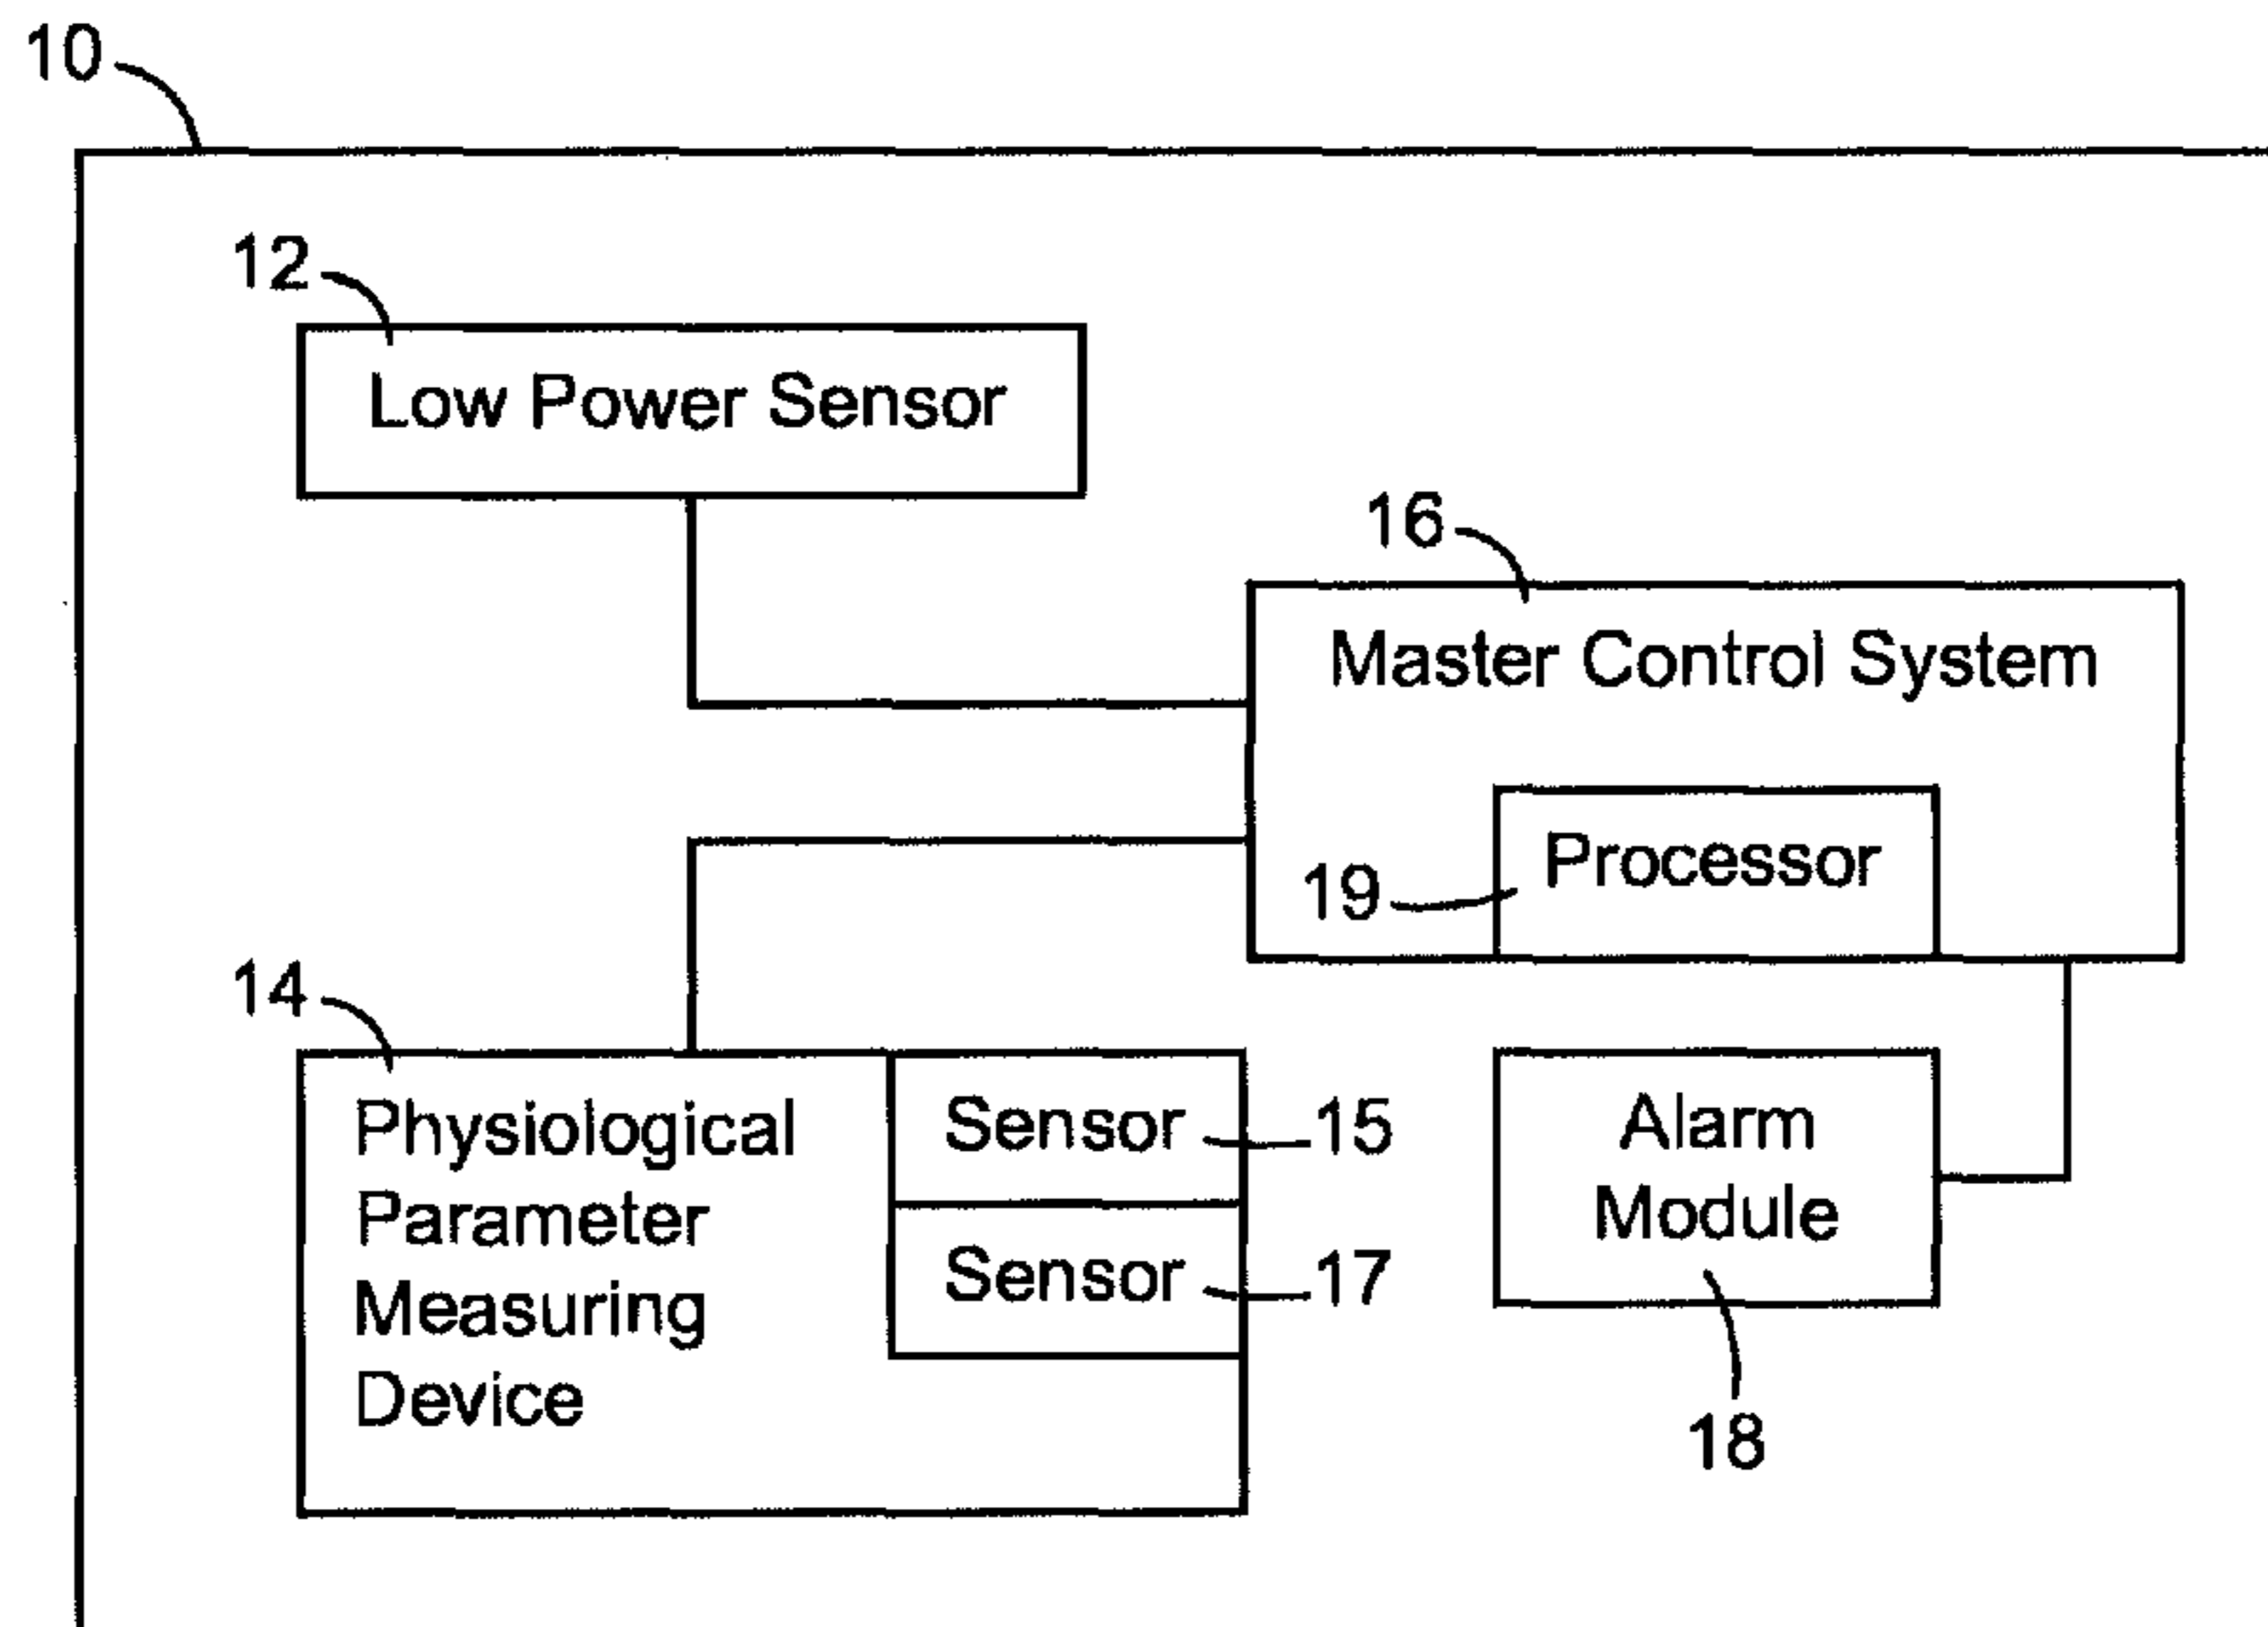 10
12
Low Power Sensor
16
Master Control System
Processor
19
14
Physiological
Parameter
Measuring
Device
Sensor
15
Sensor
17
Alarm
Module
18